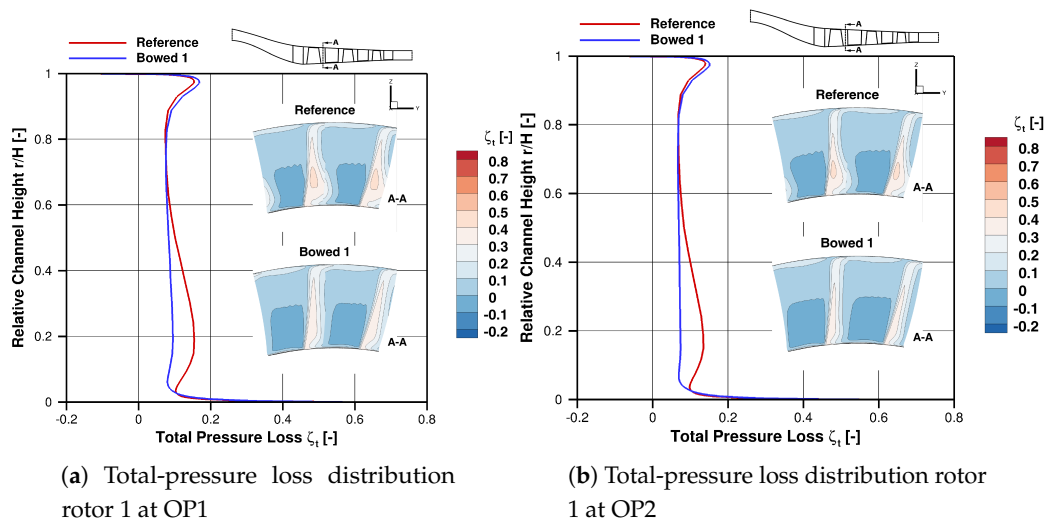 Reference
Bowed 1
A
A
Z
Y
Reference
A-A
Bowed 1
A-A
ζt [-]
0.8
0.7
0.6
0.5
0.4
0.3
0.2
0.1
0
-0.1
-0.2
Relative Channel Height r/H [-]
1
0.8
0.6
0.4
0.2
0
-0.2 0 0.2 0.4 0.6 0.8
Total Pressure Loss ζt [-]
(a) Total-pressure loss distribution
rotor 1 at OP1
Reference
Bowed 1
A
A
Z
Y
Reference
A-A
Bowed 1
A-A
ζt [-]
0.8
0.7
0.6
0.5
0.4
0.3
0.2
0.1
0
-0.1
-0.2
Relative Channel Height r/H [-]
1
0.8
0.6
0.4
0.2
0
-0.2 0 0.2 0.4 0.6 0.8
Total Pressure Loss ζt [-]
(b) Total-pressure loss distribution rotor
1 at OP2